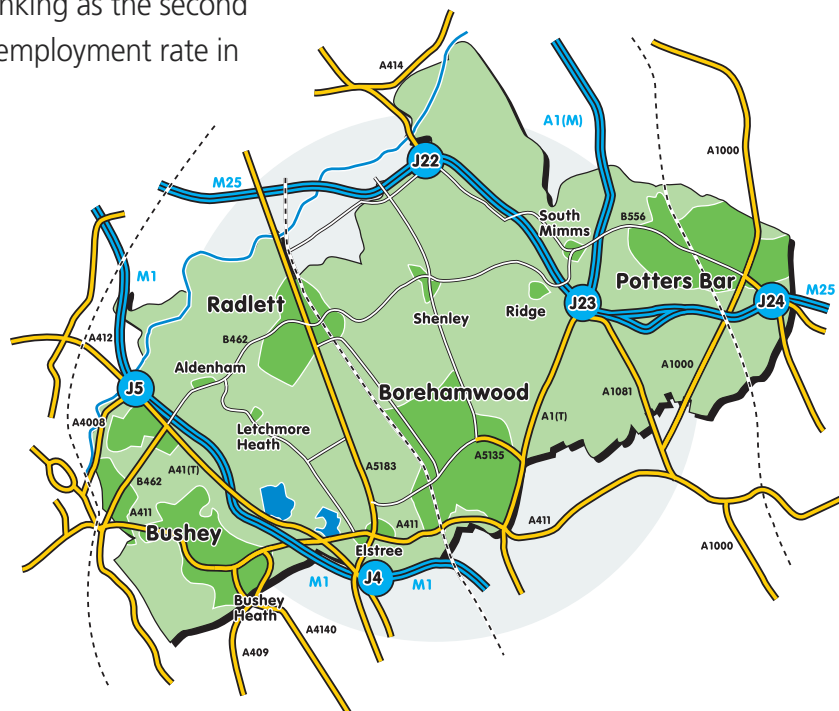 nking as the second
employment rate in
A414
A1(M)
J22
A1000
M25
South
Mimms
B556
M1
Potters Bar
Radlett
J24
M25
J23
Ridge
Shenley
B462
A412
Aldenham
A1000
J5
Borehamwood
A1081
A1(T)
A4008
Letchmore
Heath
A5135
A5183
A41(T)
B462
A411
A411
A411
Bushey
Elstree
A1000
J4
M1
M1
Bushey
Heath
A4140
A409